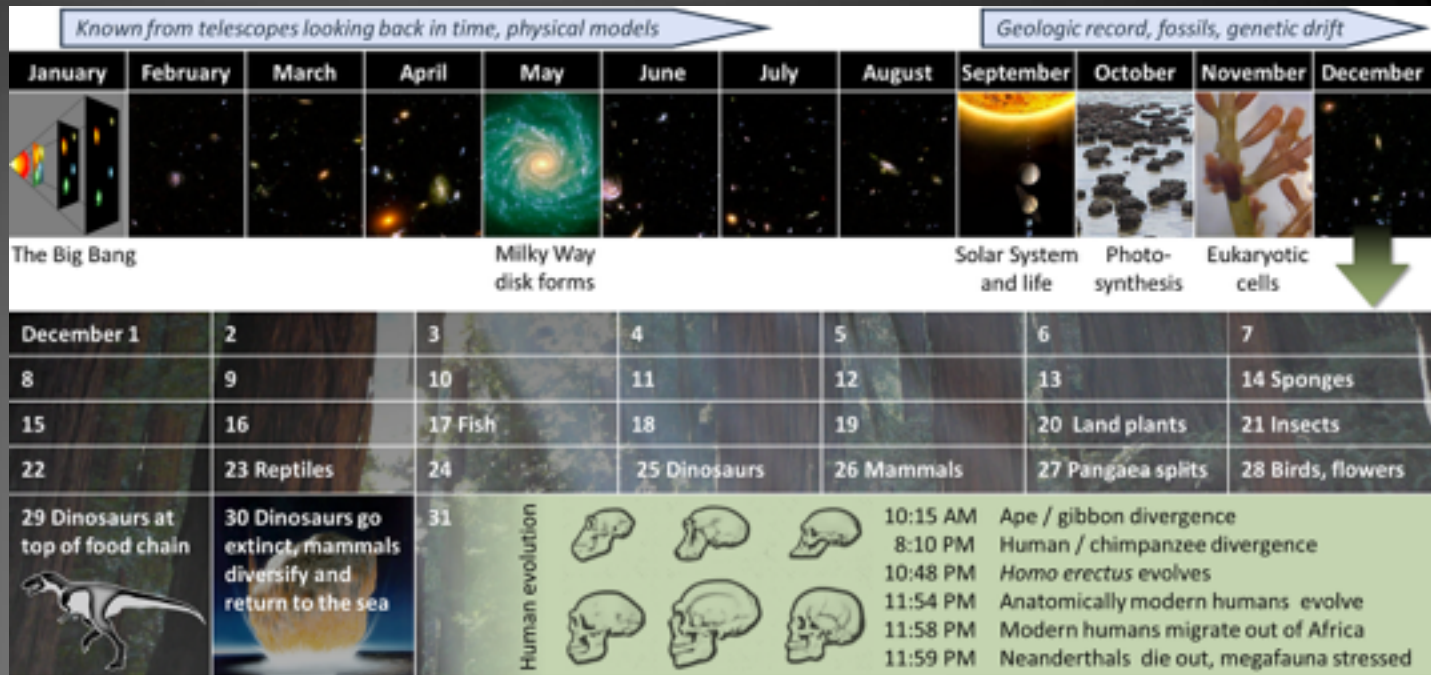 Known from telescopes looking back in time, physical models
Geologic record, fossils, genetic drift
January February March April May June July August September October November December
The Big Bang
Milky Way
disk forms
Solar System
and life
Photo-
synthesis
Eukaryotic
cells
December 1 2 3 4 5 6 7
8 9 10 11 12 13 14 Sponges
15 16 17 Fish 18 19 20 Land plants 21 Insects
22 23 Reptiles 24 25 Dinosaurs 26 Mammals 27 Pangaea splits 28 Birds, flowers
29 Dinosaurs at
top of food chain
30 Dinosaurs go
extinct, mammals
diversify and
return to the sea
31
Human evolution
10:15 AM Ape / gibbon divergence
8:10 PM Human / chimpanzee divergence
10:48 PM Homo erectus evolves
11:54 PM Anatomically modern humans evolve
11:58 PM Modern humans migrate out of Africa
11:59 PM Neanderthals die out, megafauna stressed